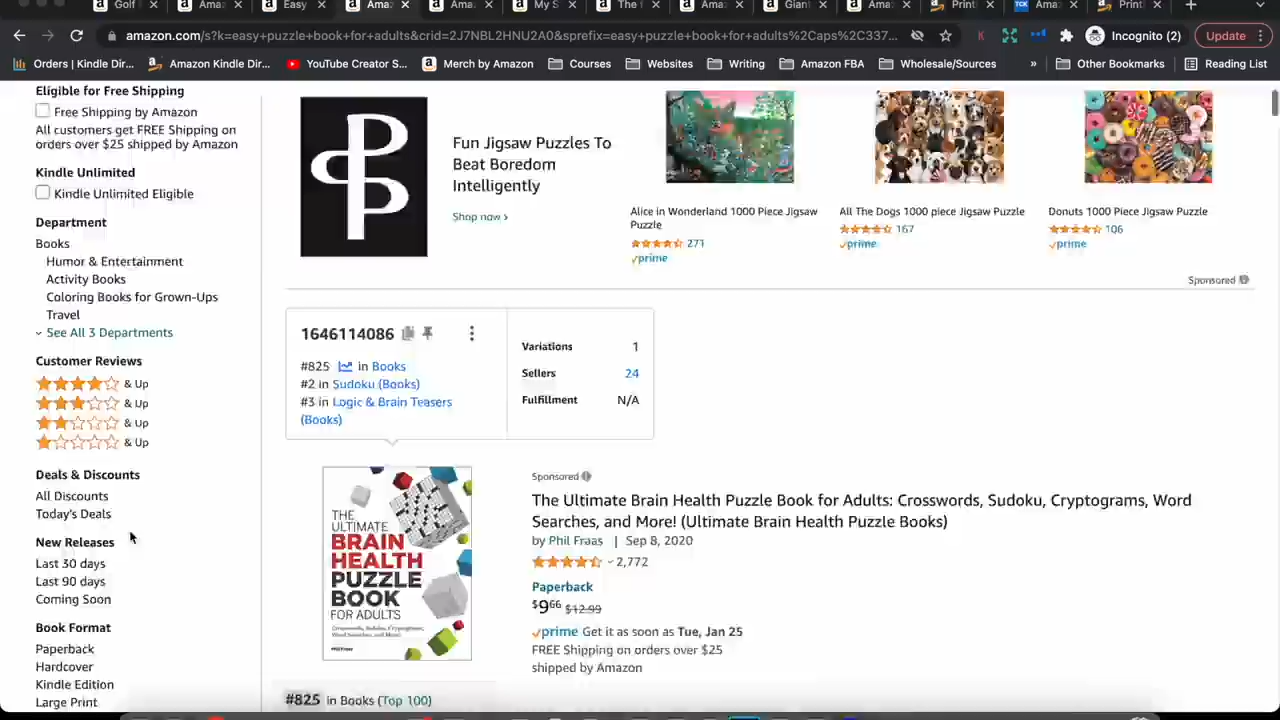 Golf
Amaz
Easy
Amaz
Ama
My S
The f
Ama
Giant
Amaz
Print
TCK Ama
Print
amazon.com/s?k=easy+puzzle+book+for+adults&crid=2J7NBL2HNU2A0&sprefix=easy+puzzle+book+for+adults%2Caps%2C337...
Incognito (2)
Update
Orders | Kindle Dir...
Amazon Kindle Dir...
YouTube Creator S...
Merch by Amazon
Courses
Websites
Writing
Amazon FBA
Wholesale/Sources
»
Other Bookmarks
Reading List
Eligible for Free Shipping
Free Shipping by Amazon
All customers get FREE Shipping on
orders over $25 shipped by Amazon
Kindle Unlimited
Kindle Unlimited Eligible
Department
Books
Humor & Entertainment
Activity Books
Coloring Books for Grown-Ups
Travel
See All 3 Departments
Customer Reviews
& Up
& Up
& Up
& Up
Deals & Discounts
All Discounts
Today's Deals
New Releases
Last 30 days
Last 90 days
Coming Soon
Book Format
Paperback
Hardcover
Kindle Edition
Large Print
Fun Jigsaw Puzzles To
Beat Boredom
Intelligently
Shop now ›
Alice in Wonderland 1000 Piece Jigsaw
Puzzle
271
prime
All The Dogs 1000 piece Jigsaw Puzzle
167
prime
Donuts 1000 Piece Jigsaw Puzzle
106
prime
Sponsored
1646114086
#825 in Books
#2 in Sudoku (Books)
#3 in Logic & Brain Teasers
(Books)
Variations 1
Sellers 24
Fulfillment N/A
THE
ULTIMATE
BRAIN
HEALTH
PUZZLE
BOOK
FOR ADULTS
Crosswords, Sudoku, Cryptograms,
Word Searches, and More!
Sponsored
The Ultimate Brain Health Puzzle Book for Adults: Crosswords, Sudoku, Cryptograms, Word
Searches, and More! (Ultimate Brain Health Puzzle Books)
by Phil Fraas | Sep 8, 2020
2,772
Paperback
$9.66 $12.99
prime Get it as soon as Tue, Jan 25
FREE Shipping on orders over $25
shipped by Amazon
#825 in Books (Top 100)